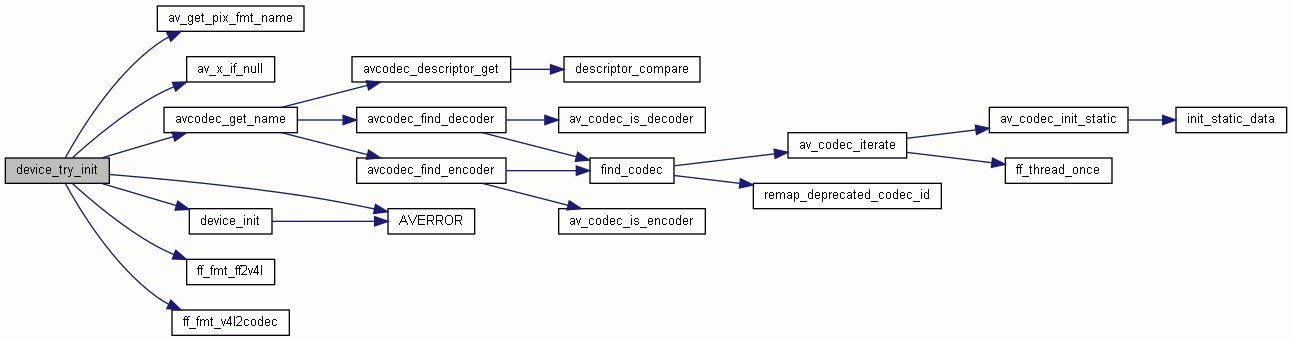 av_get_pix_fmt_name
av_x_if_null
avcodec_descriptor_get
descriptor_compare
avcodec_get_name
avcodec_find_decoder
av_codec_is_decoder
av_codec_init_static
init_static_data
av_codec_iterate
device_try_init
avcodec_find_encoder
find_codec
ff_thread_once
remap_deprecated_codec_id
device_init
AVERROR
av_codec_is_encoder
ff_fmt_ff2v4l
ff_fmt_v4l2codec